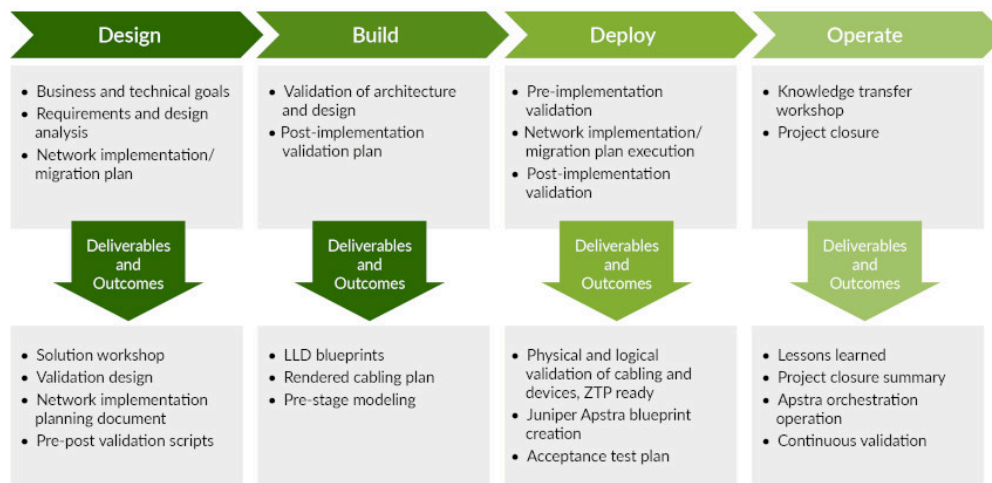 Design
Build
Deploy
Operate
• Business and technical goals
• Requirements and design
analysis
• Network implementation/
migration plan
• Validation of architecture
and design
• Post-implementation
validation plan
• Pre-implementation
validation
• Network implementation/
migration plan execution
• Post-implementation
validation
• Knowledge transfer
workshop
• Project closure
Deliverables
and
Outcomes
Deliverables
and
Outcomes
Deliverables
and
Outcomes
Deliverables
and
Outcomes
• Solution workshop
• Validation design
• Network implementation
planning document
• Pre-post validation scripts
• LLD blueprints
• Rendered cabling plan
• Pre-stage modeling
• Physical and logical
validation of cabling and
devices, ZTP ready
• Juniper Apstra blueprint
creation
• Acceptance test plan
• Lessons learned
• Project closure summary
• Apstra orchestration
operation
• Continuous validation